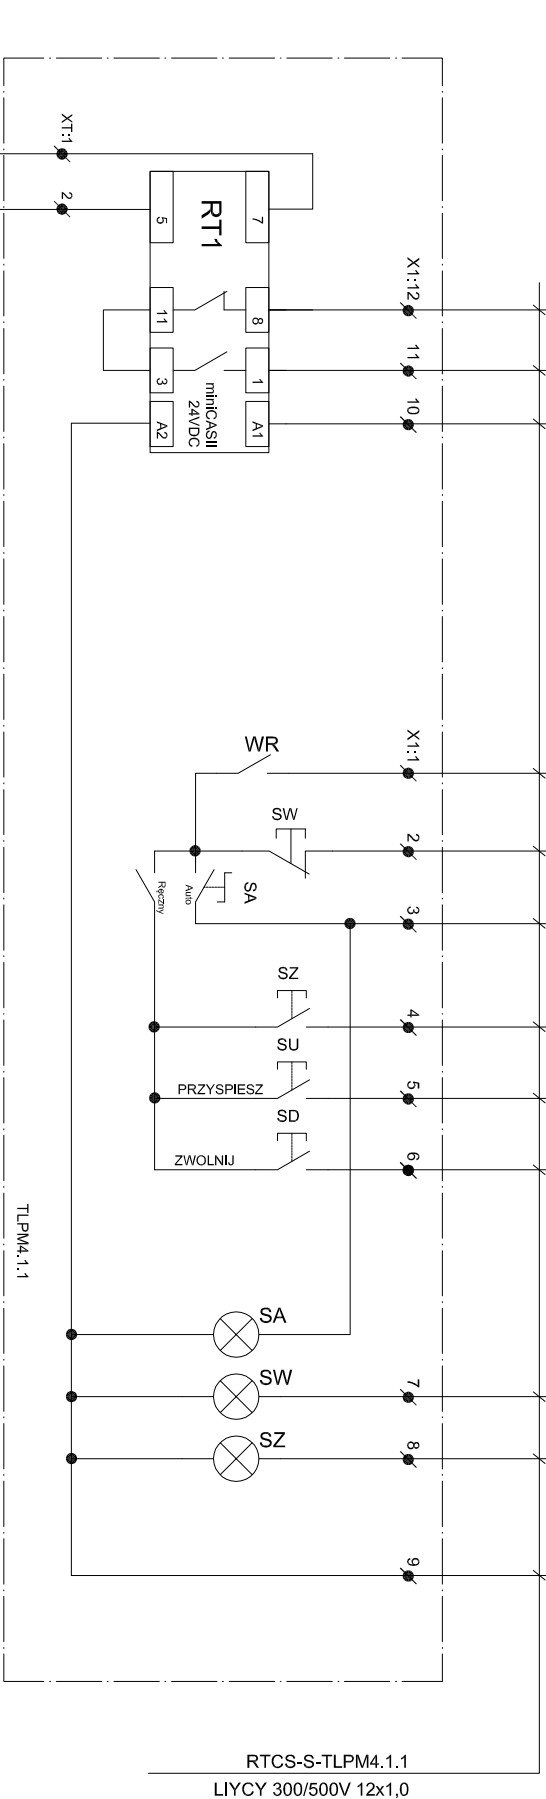 XT:1
2
RT1
5
7
11
8
3
1
A2
A1
miniCASII
24VDC
X1:12
11
10
WR
X1:1
SW
2
Ręczny
Auto
SA
3
SZ
4
SU
PRZYSPIESZ
5
SD
ZWOLNIJ
6
TLPM4.1.1
SA
SW
7
SZ
8
9
RTCS-S-TLPM4.1.1
LIYCY 300/500V 12x1,0